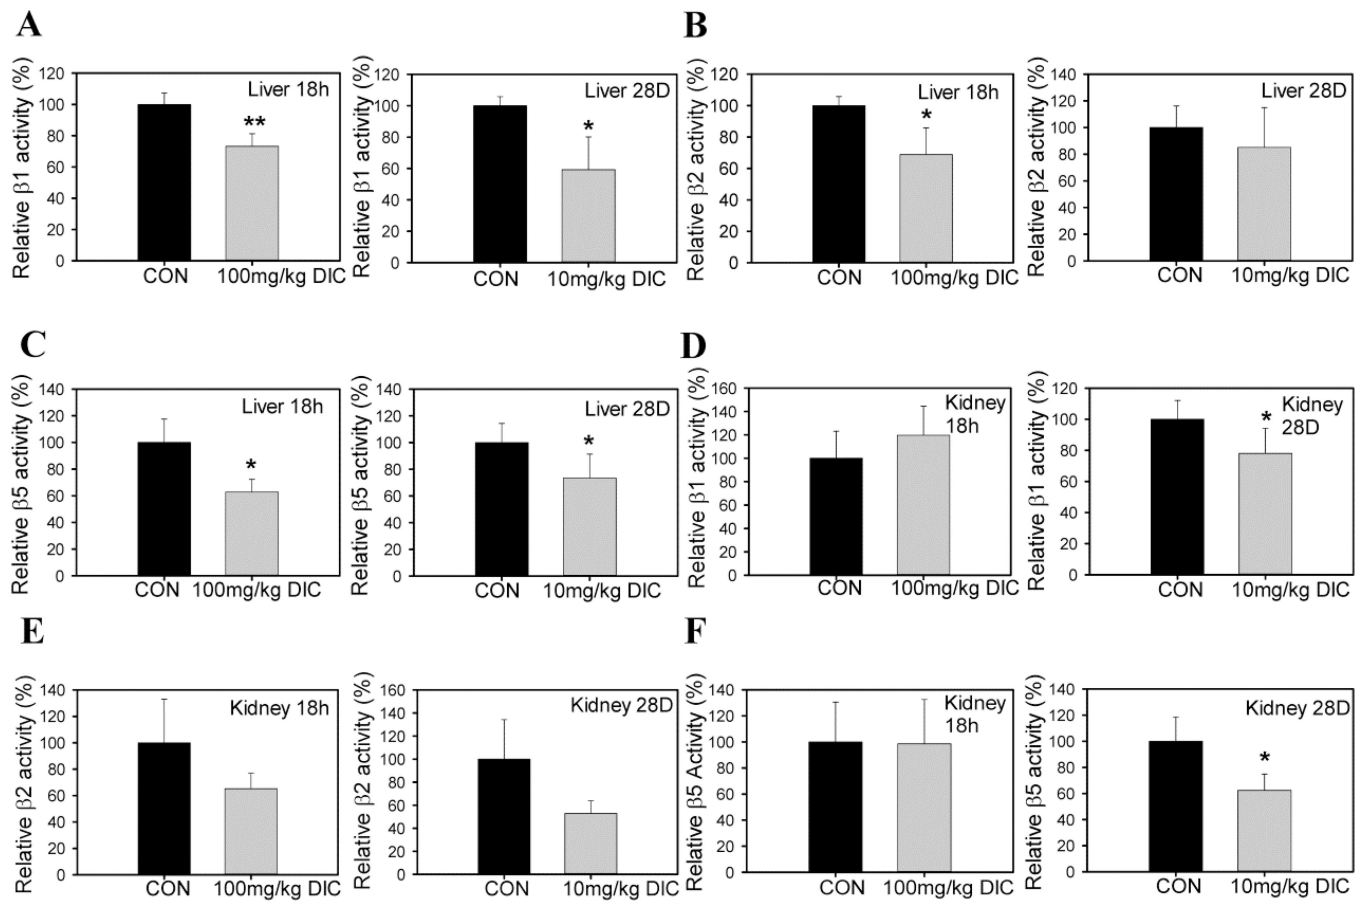 A
Relative β1 activity (%)
120
100
80
60
40
20
0
Liver 18h
**
CON 100mg/kg DIC
Relative β1 activity (%)
120
100
80
60
40
20
0
Liver 28D
*
CON 10mg/kg DIC
B
Relative β2 activity (%)
120
100
80
60
40
20
0
Liver 18h
*
CON 100mg/kg DIC
Relative β2 activity (%)
140
120
100
80
60
40
20
0
Liver 28D
CON 10mg/kg DIC
C
Relative β5 activity (%)
140
120
100
80
60
40
20
0
Liver 18h
*
CON 100mg/kg DIC
Relative β5 activity (%)
140
120
100
80
60
40
20
0
Liver 28D
*
CON 10mg/kg DIC
D
Relative β1 activity (%)
160
140
120
100
80
60
40
20
0
Kidney
18h
CON 100mg/kg DIC
Relative β1 activity (%)
120
100
80
60
40
20
0
* Kidney
28D
CON 10mg/kg DIC
E
Relative β2 activity (%)
140
120
100
80
60
40
20
0
Kidney 18h
CON 100mg/kg DIC
Relative β2 activity (%)
160
140
120
100
80
60
40
20
0
Kidney 28D
CON 10mg/kg DIC
F
Relative β5 Activity (%)
140
120
100
80
60
40
20
0
Kidney
18h
CON 100mg/kg DIC
Relative β5 activity (%)
140
120
100
80
60
40
20
0
Kidney 28D
*
CON 10mg/kg DIC